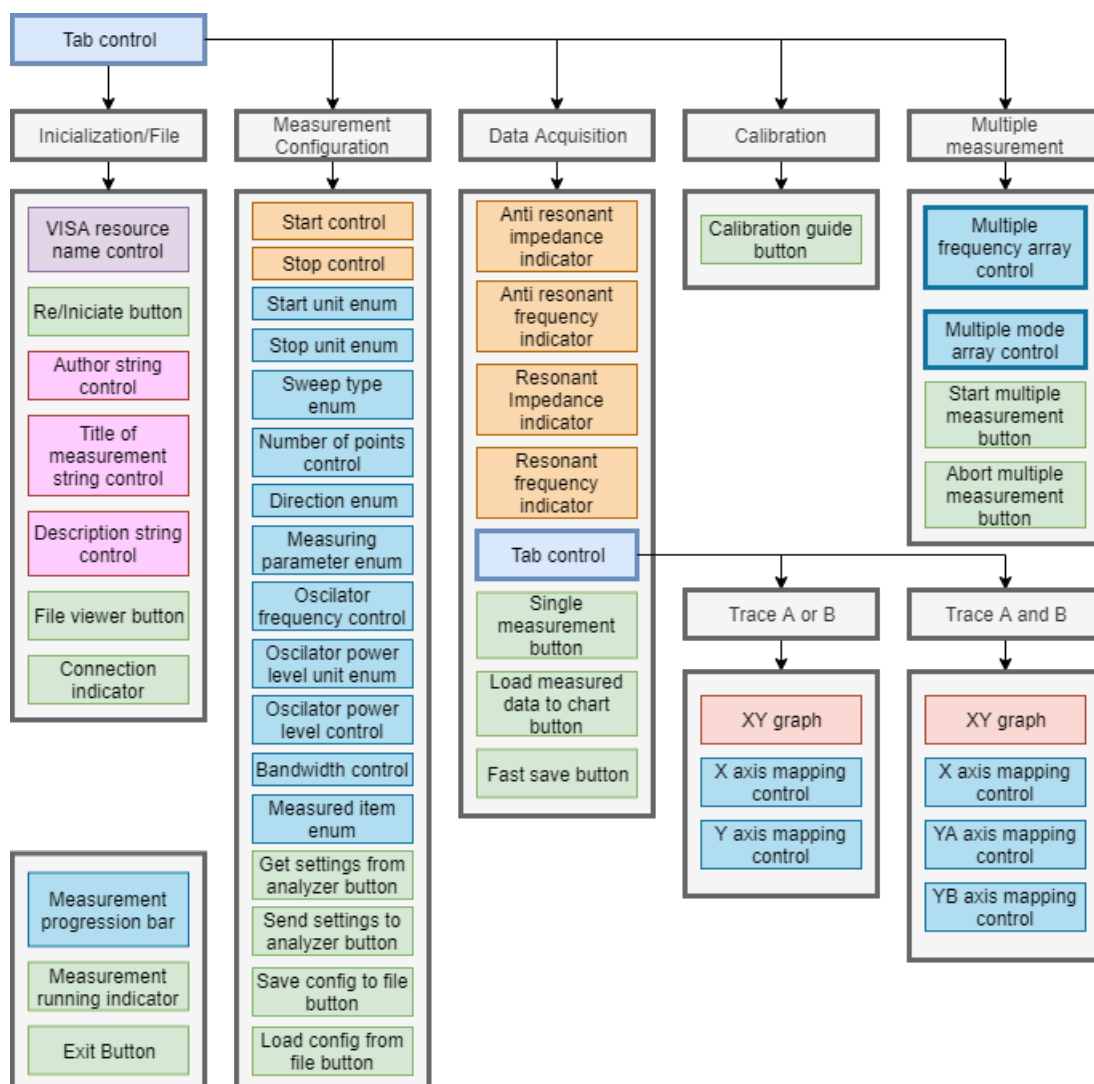 Tab control
Inicialization/File
Measurement
Configuration
Data Acquisition
Calibration
Multiple
measurement
VISA resource
name control
Re/Iniciate button
Author string
control
Title of
measurement
string control
Description string
control
File viewer button
Connection
indicator
Start control
Stop control
Start unit enum
Stop unit enum
Sweep type
enum
Number of points
control
Direction enum
Measuring
parameter enum
Oscilator
frequency control
Oscilator power
level unit enum
Oscilator power
level control
Bandwidth control
Measured item
enum
Get settings from
analyzer button
Send settings to
analyzer button
Save config to file
button
Load config from
file button
Anti resonant
impedance
indicator
Anti resonant
frequency
indicator
Resonant
Impedance
indicator
Resonant
frequency
indicator
Tab control
Single
measurement
button
Load measured
data to chart
button
Fast save button
Calibration guide
button
Multiple
frequency array
control
Multiple mode
array control
Start multiple
measurement
button
Abort multiple
measurement
button
Trace A or B
XY graph
X axis mapping
control
Y axis mapping
control
Trace A and B
XY graph
X axis mapping
control
YA axis mapping
control
YB axis mapping
control
Measurement
progression bar
Measurement
running indicator
Exit Button